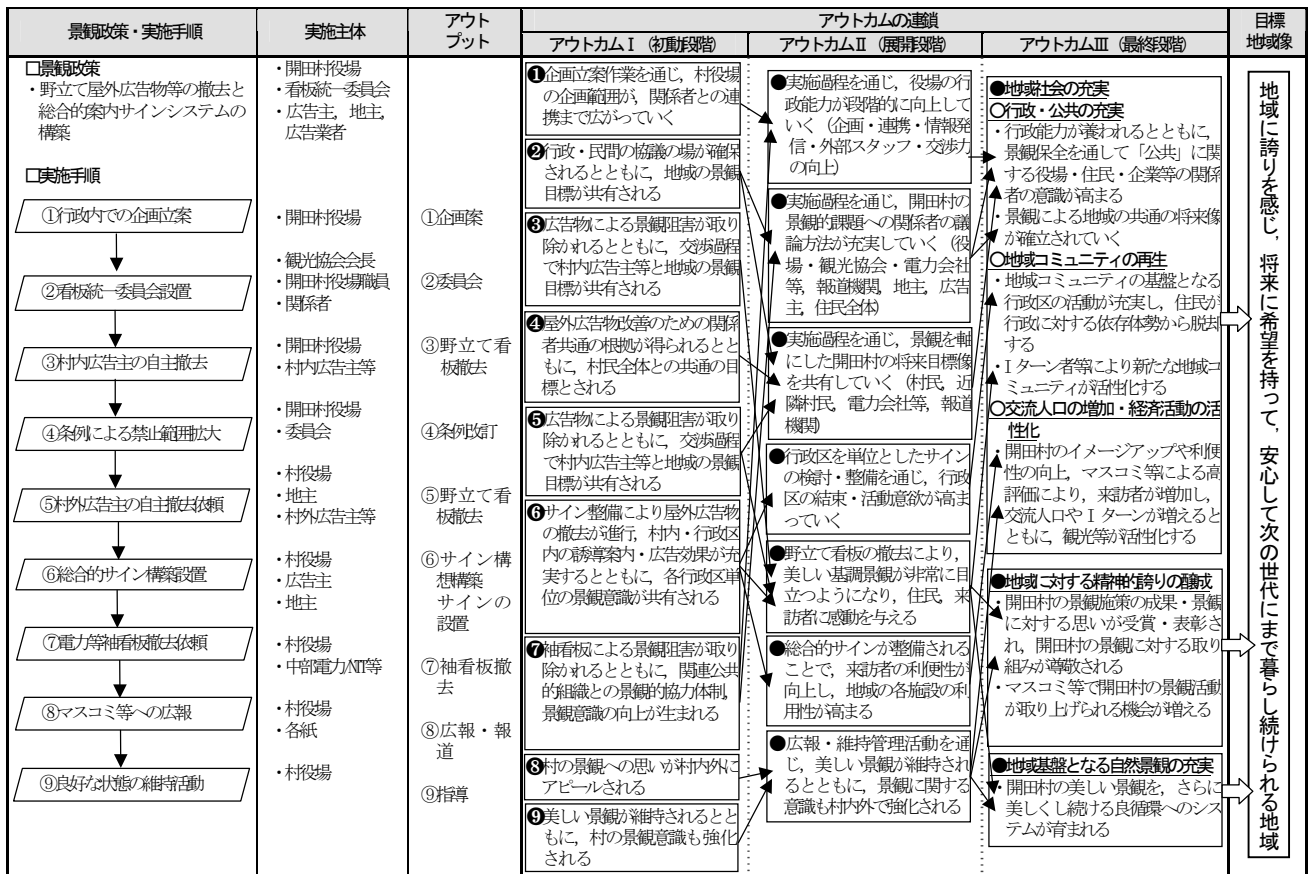 景観政策・実施手順
実施主体
アウト
プット
アウトカムの連鎖
アウトカムⅠ（初動段階）
アウトカムⅡ（展開段階）
アウトカムⅢ（最終段階）
目標
地域像
□景観政策
・野立て屋外広告物等の撤去と
総合的案内サインシステムの
構築
□実施手順
①行政内での企画立案
②看板統一委員会設置
③村内広告主の自主撤去
④条例による禁止範囲拡大
⑤村外広告主の自主撤去依頼
⑥総合的サイン構築設置
⑦電力等袖看板撤去依頼
⑧マスコミ等への広報
⑨良好な状態の維持活動
・開田村役場
・看板統一委員会
・広告主，地主，
広告業者
・開田村役場
・観光協会会長
・開田村役場職員
・関係者
・開田村役場
・村内広告主等
・開田村役場
・委員会
・村役場
・地主
・村外広告主等
・村役場
・広告主
・地主
・村役場
・中部電力NTT等
・村役場
・各紙
・村役場
①企画案
②委員会
③野立て看
板撤去
④条例改訂
⑤野立て看
板撤去
⑥サイン構
想構築
サインの
設置
⑦袖看板撤
去
⑧広報・報
道
⑨指導
❶企画立案作業を通じ，村役場
の企画範囲が，関係者との連
携まで広がっていく
❷行政・民間の協議の場が確保
されるとともに，地域の景観
目標が共有される
❸広告物による景観阻害が取り
除かれるとともに，交渉過程
で村内広告主等と地域の景観
目標が共有される
❹屋外広告物改善のための関係
者共通の根拠が得られるとと
もに，村民全体との共通の目
標とされる
❺広告物による景観阻害が取り
除かれるとともに，交渉過程
で村内広告主等と地域の景観
目標が共有される
❻サイン整備により屋外広告物
の撤去が進行，村内・行政区
内の誘導案内・広告効果が充
実するとともに，各行政区単
位の景観意識が共有される
❼袖看板による景観阻害が取り
除かれるとともに，関連公共
的組織との景観的協力体制，
景観意識の向上が生まれる
❽村の景観への思いが村内外に
アピールされる
❾美しい景観が維持されるとと
もに，村の景観意識も強化
される
●実施過程を通じ，役場の行
政能力が段階的に向上して
いく（企画・連携・情報発
信・外部スタッフ・交渉力
の向上）
●実施過程を通じ，開田村の
景観的課題への関係者の議
論方法が充実していく（役
場・観光協会・電力会社
等，報道機関，地主，広告
主，住民全体）
●実施過程を通じ，景観を軸
にした開田村の将来目標像
を共有していく（村民，近
隣村民，電力会社等，報道
機関）
●行政区を単位としたサイン
の検討・整備を通じ，行政
区の結束・活動意欲が高ま
っていく
●野立て看板の撤去により，
美しい基調景観が非常に目
立つようになり，住民，来
訪者に感動を与える
●総合的サインが整備される
ことで，来訪者の利便性が
向上し，地域の各施設の利
用性が高まる
●広報・維持管理活動を通
じ，美しい景観が維持され
るとともに，景観に関する
意識も村内外で強化される
●地域社会の充実
○行政・公共の充実
・行政能力が養われるとともに，
景観保全を通して「公共」に関
する役場・住民・企業等の関係
者の意識が高まる
・景観による地域の共通の将来像
が確立されていく
○地域コミュニティの再生
・地域コミュニティの基盤となる
行政区の活動が充実し，住民が
行政に対する依存体勢から脱却
する
・Ｉターン者等により新たな地域コ
ミュニティが活性化する
○交流人口の増加・経済活動の活
性化
・開田村のイメージアップや利便
性の向上，マスコミ等による高
評価により，来訪者が増加し，
交流人口やＩターンが増えると
ともに，観光等が活性化する
●地域に対する精神的誇りの醸成
・開田村の景観施策の成果・景観
に対する思いが受賞・表彰さ
れ，開田村の景観に対する取り
組みが尊敬される
・マスコミ等で開田村の景観活動
が取り上げられる機会が増える
●地域基盤となる自然景観の充実
・開田村の美しい景観を，さらに
美しくし続ける良循環へのシス
テムが育まれる
地域に誇りを感じ，将来に希望を持って，安心して次の世代にまで暮らし続けられる地域